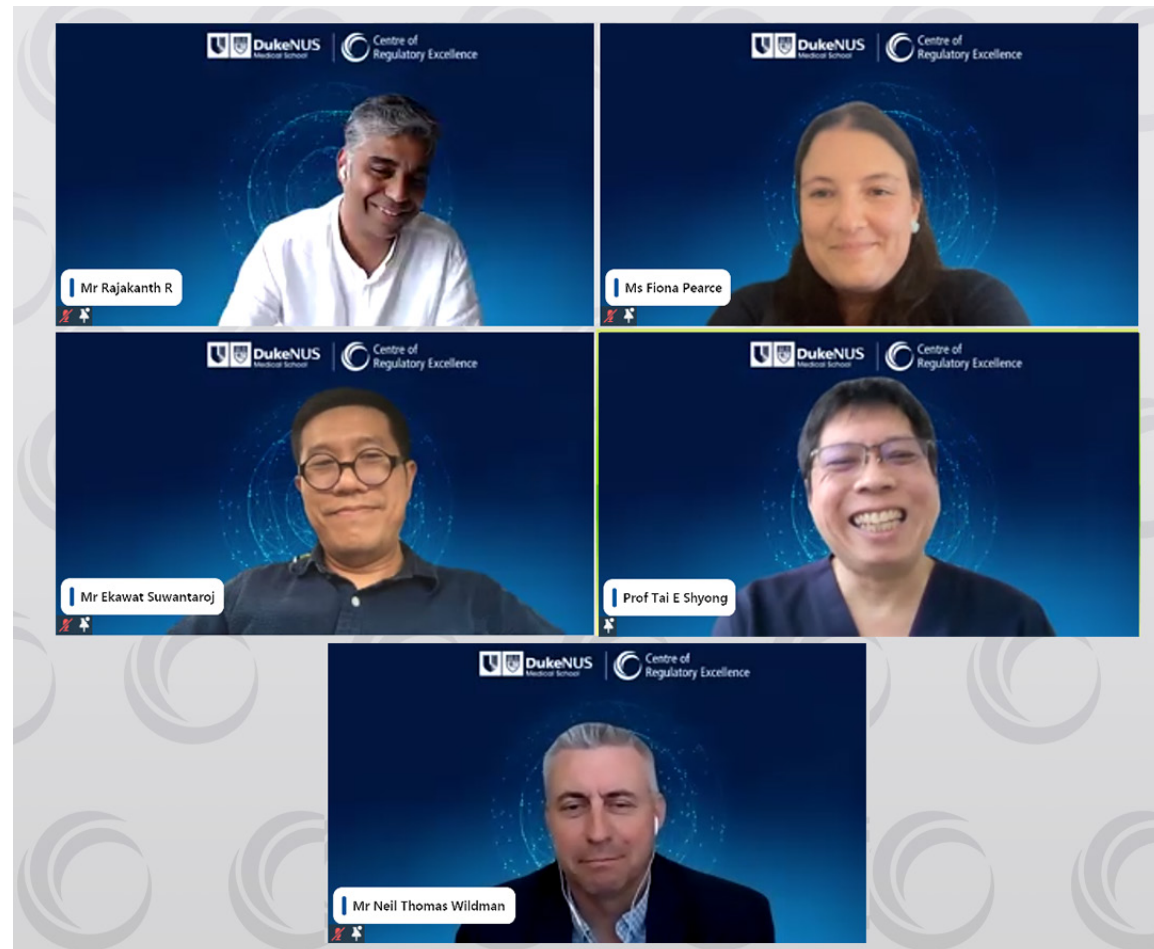 DukeNUS
Medical School
Centre of
Regulatory Excellence
Mr Rajakanth R
DukeNUS
Medical School
Centre of
Regulatory Excellence
Ms Fiona Pearce
DukeNUS
Medical School
Centre of
Regulatory Excellence
Mr Ekawat Suwantaroj
DukeNUS
Medical School
Centre of
Regulatory Excellence
Prof Tai E Shyong
DukeNUS
Medical School
Centre of
Regulatory Excellence
Mr Neil Thomas Wildman